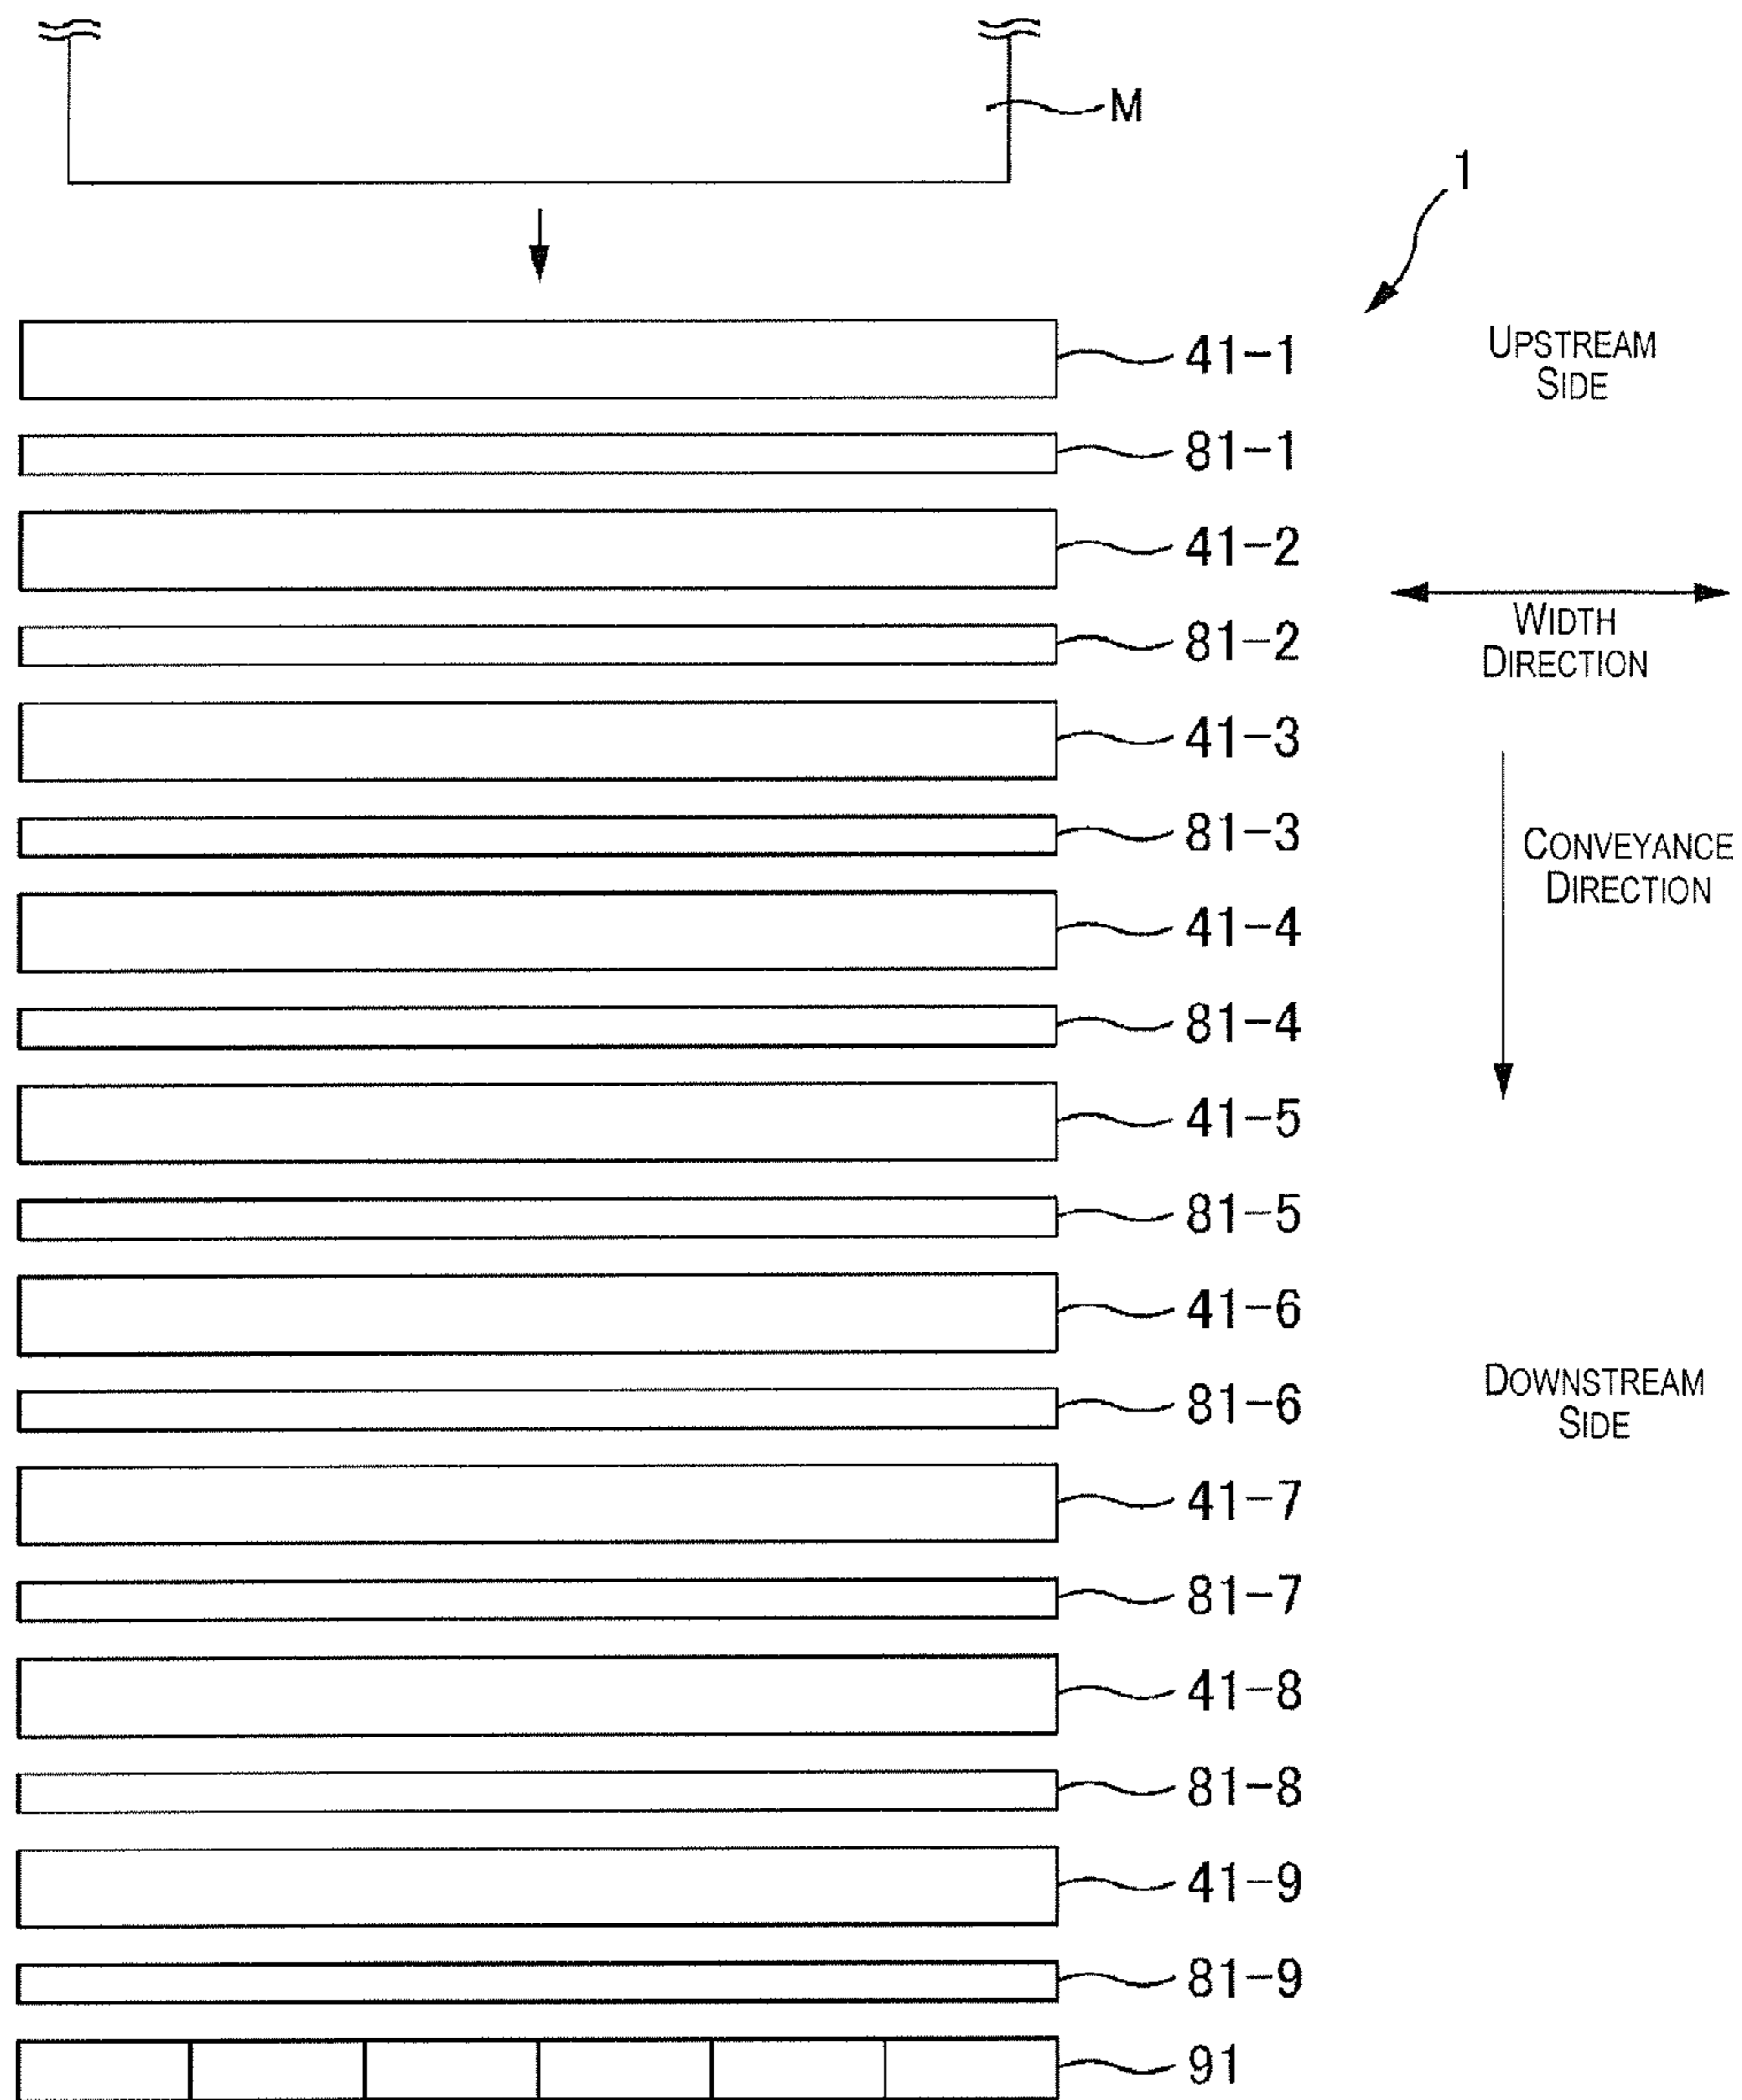 M
1
41-1
UPSTREAM
SIDE
81-1
41-2
WIDTH
DIRECTION
81-2
41-3
81-3
CONVEYANCE
DIRECTION
41-4
81-4
41-5
81-5
41-6
81-6
DOWNSTREAM
SIDE
41-7
81-7
41-8
81-8
41-9
81-9
91